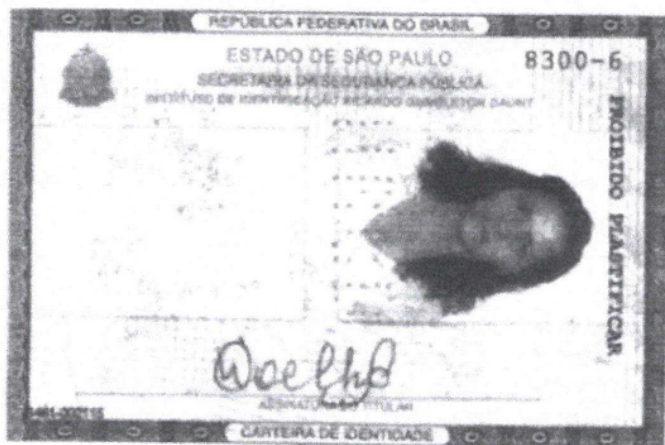 REPÚBLICA FEDERATIVA DO BRASIL
ESTADO DE SÃO PAULO
8300-6
SECRETARIA DA SEGURANÇA PÚBLICA
INSTITUTO DE IDENTIFICAÇÃO RICARDO GUMBLETON DAUNT
PROIBIDO PLASTIFICAR
ASSINATURA DO TITULAR
CARTEIRA DE IDENTIDADE